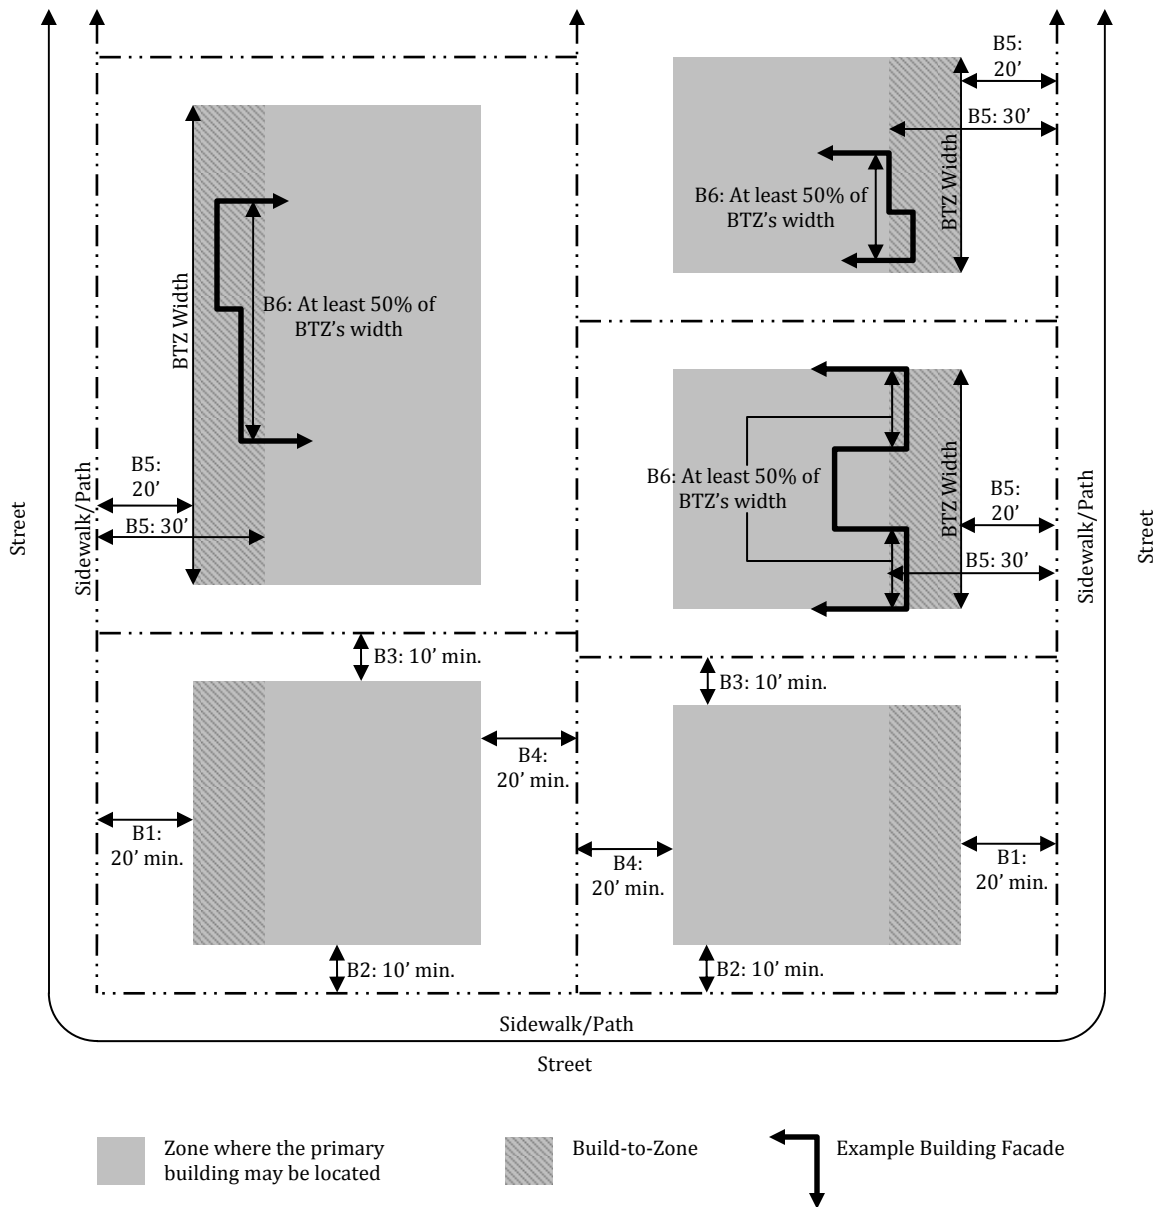 B5:
20’
B5: 30’
BTZ Width
B6: At least 50% of
BTZ’s width
BTZ Width
B6: At least 50% of
BTZ’s width
B5:
20’
B5: 30’
Sidewalk/Path
Street
B6: At least 50% of
BTZ’s width
BTZ Width
B5:
20’
B5: 30’
Sidewalk/Path
Street
B3: 10’ min.
B3: 10’ min.
B4:
20’ min.
B1:
20’ min.
B4:
20’ min.
B1:
20’ min.
B2: 10’ min.
B2: 10’ min.
Sidewalk/Path
Street
Zone where the primary
building may be located
Build-to-Zone
Example Building Facade